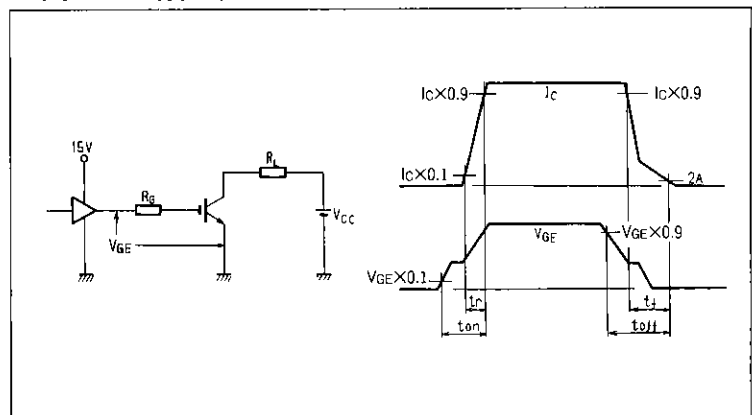 15V
RG
VGE
RL
VCC
IC×0.9
IC
IC×0.9
IC×0.1
2A
VGE
VGE×0.9
VGE×0.1
tr
ton
tf
toff